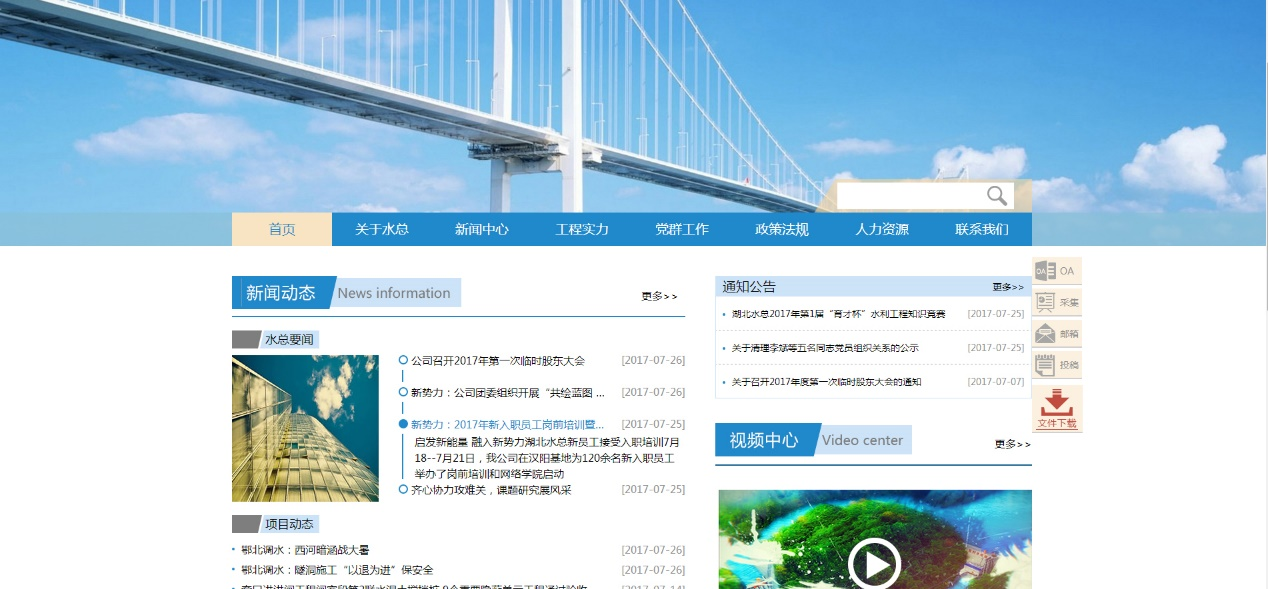 首页 关于水总 新闻中心 工程实力 党群工作 政策法规 人力资源 联系我们
新闻动态 News information 更多>>
水总要闻
公司召开2017年第一次临时股东大会 [2017-07-26]
新势力：公司团委组织开展“共绘蓝图 ... [2017-07-26]
新势力：2017年新入职员工岗前培训暨... [2017-07-25]
启发新能量 融入新势力湖北水总新员工接受入职培训7月
18--7月21日，我公司在汉阳基地为120余名新入职员工
举办了岗前培训和网络学院启动
齐心协力攻难关，课题研究展风采 [2017-07-25]
项目动态
鄂北调水：西河暗涵战大暑 [2017-07-26]
鄂北调水：隧洞施工“以退为进”保安全 [2017-07-26]
通知公告 更多>>
湖北水总2017年第1届“育才杯”水利工程知识竞赛 [2017-07-25]
关于清理李斌等五名同志党员组织关系的公示 [2017-07-25]
关于召开2017年度第一次临时股东大会的通知 [2017-07-07]
视频中心 Video center 更多>>
OA OA
采集
邮箱
投稿
文件下载